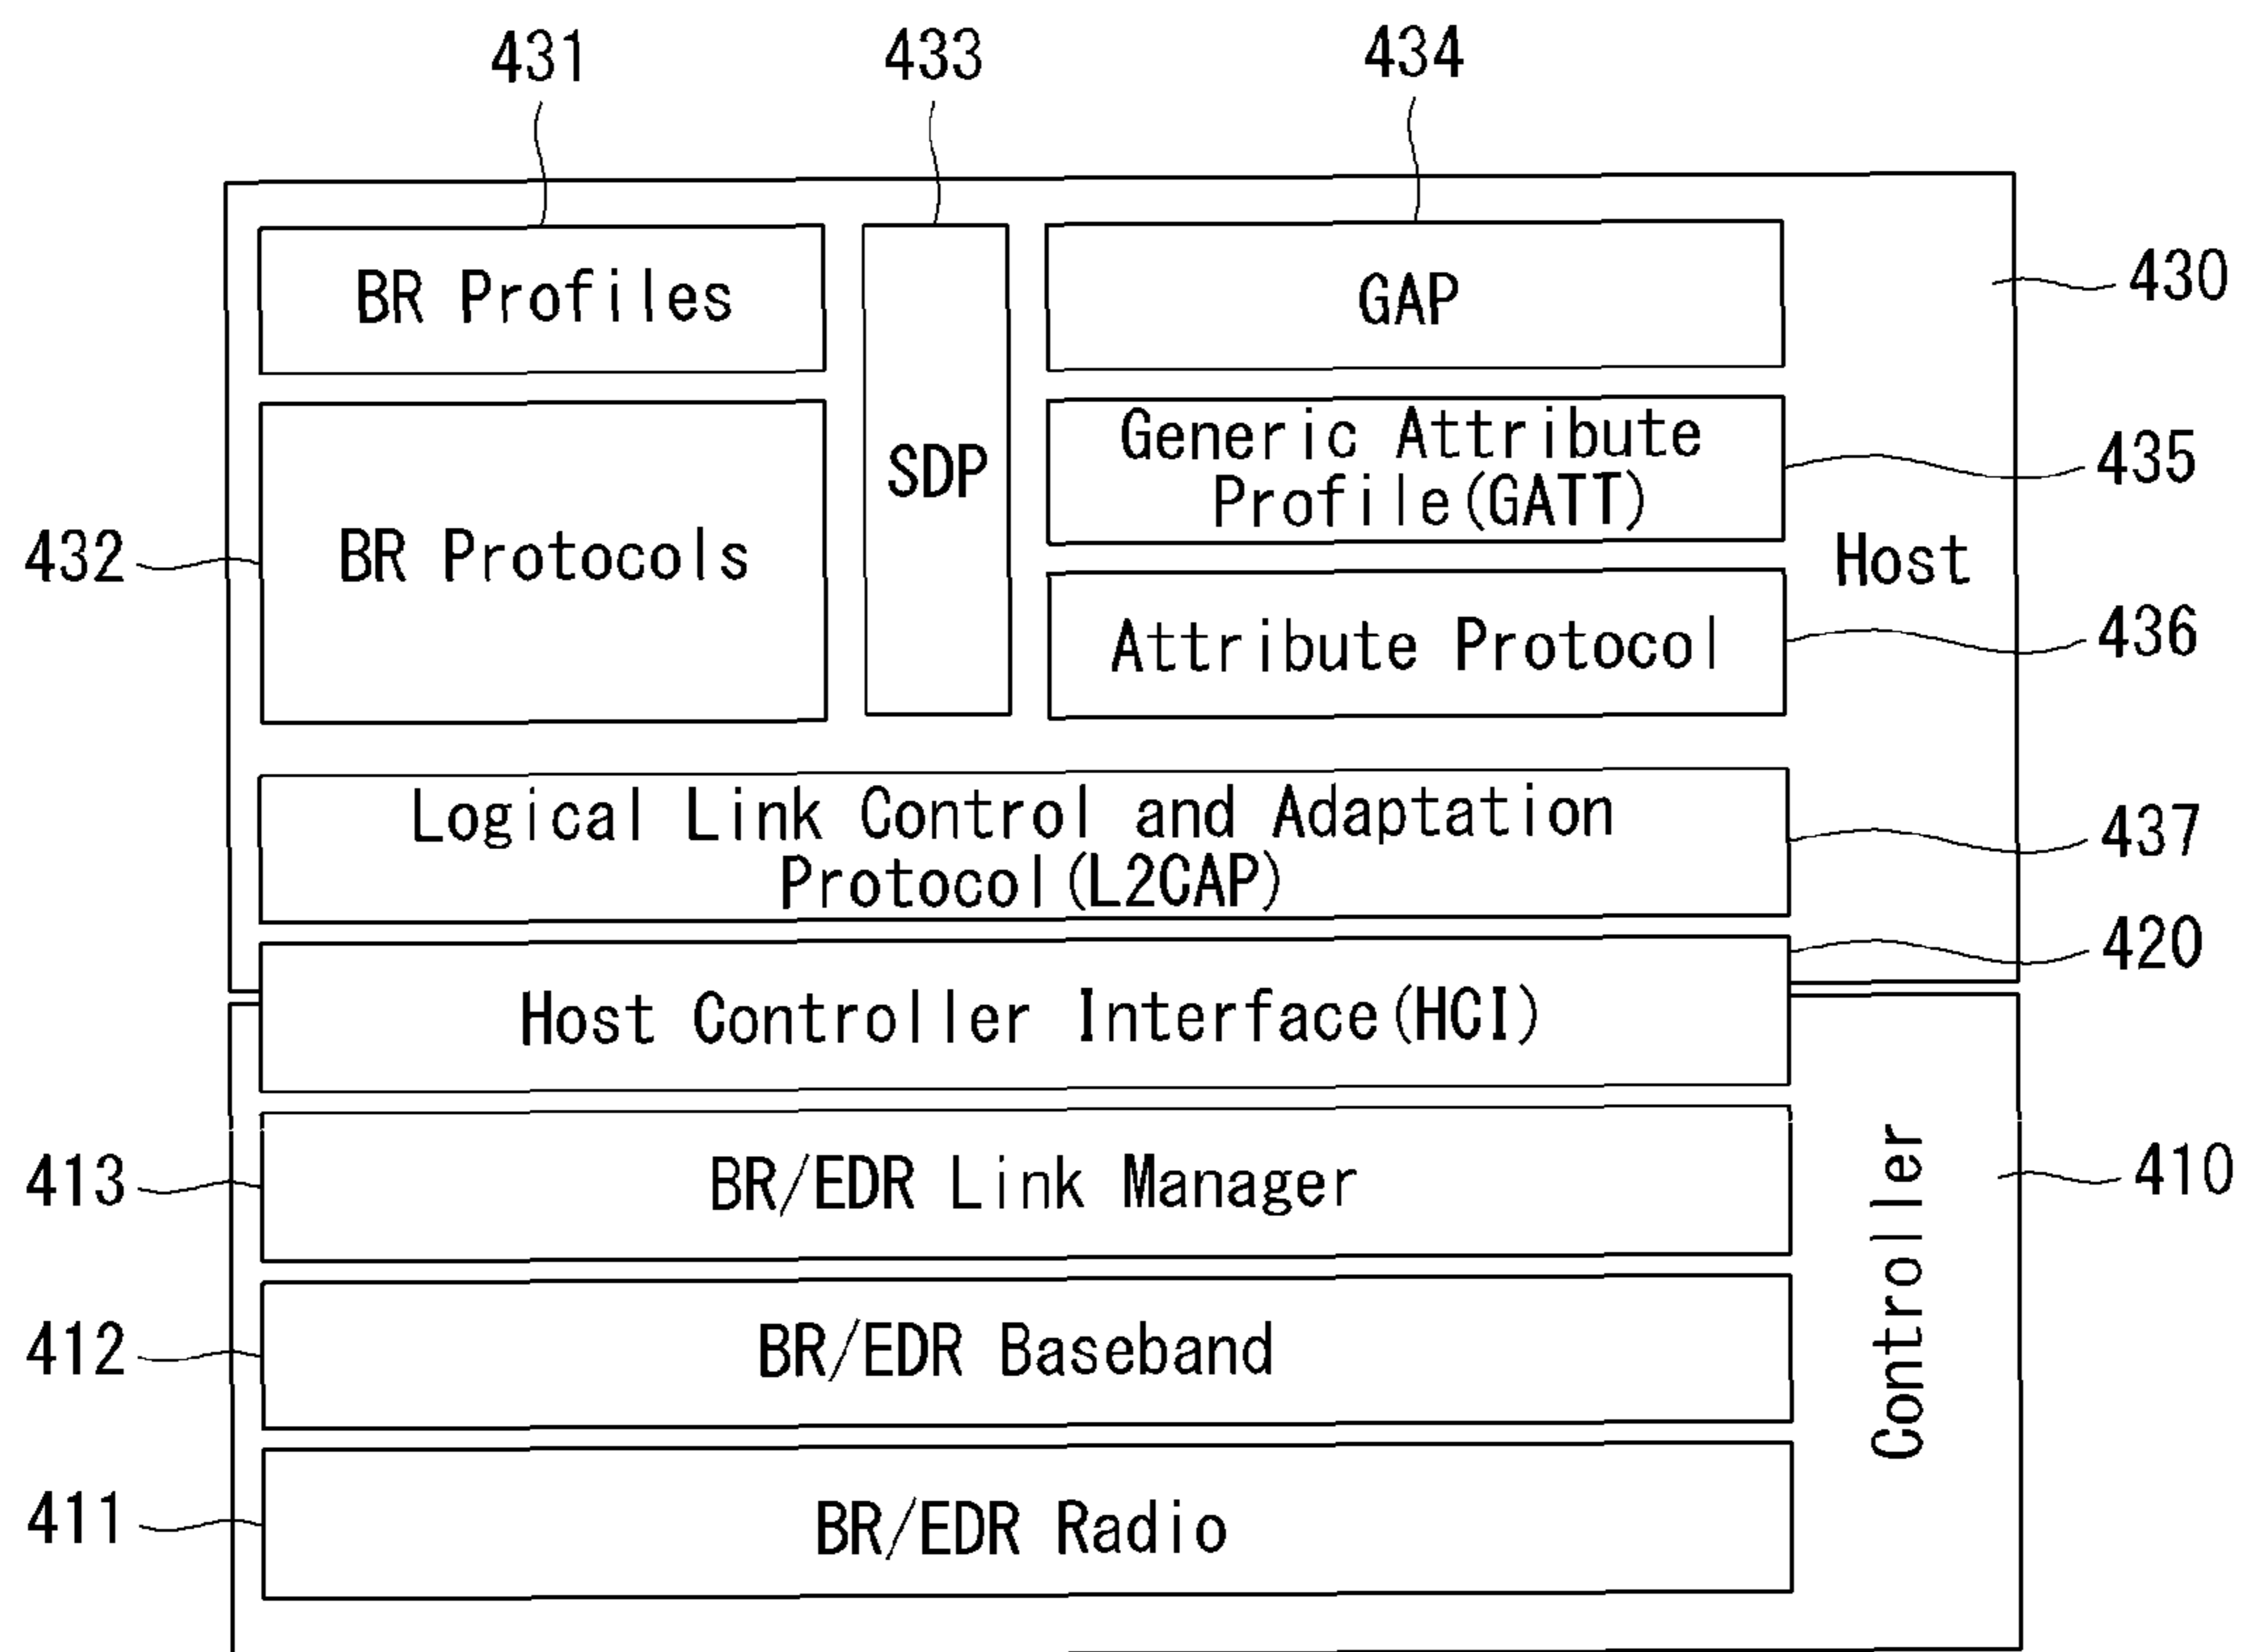 431
433
434
BR Profiles
GAP
430
Generic Attribute
Profile(GATT)
435
SDP
432
BR Protocols
Host
Attribute Protocol
436
Logical Link Control and Adaptation
Protocol(L2CAP)
437
420
Host Controller Interface(HCI)
413
BR/EDR Link Manager
410
Controller
412
BR/EDR Baseband
411
BR/EDR Radio